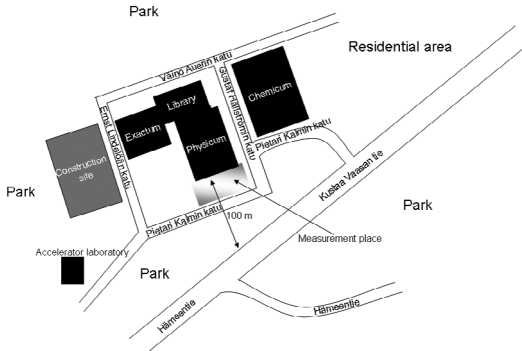 Park
Residential area
Väinö Auerin katu
Gustaf Hällströmin katu
Chemicum
Library
Ernst Lindelöfin katu
Exactum
Physicum
Pietari Kalmin katu
Construction
site
Kustaa Vaasan tie
Park
Park
Pietari Kalmin katu
100 m
Measurement place
Accelerator laboratory
Park
Hämeentie
Hämeentie